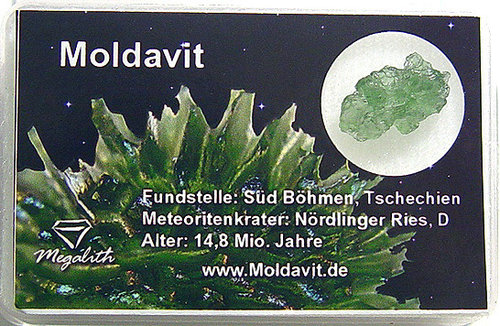 Moldavit
Fundstelle: Süd Böhmen, Tschechien
Meteoritenkrater: Nördlinger Ries, D
Alter: 14,8 Mio. Jahre
Megalith
www.Moldavit.de